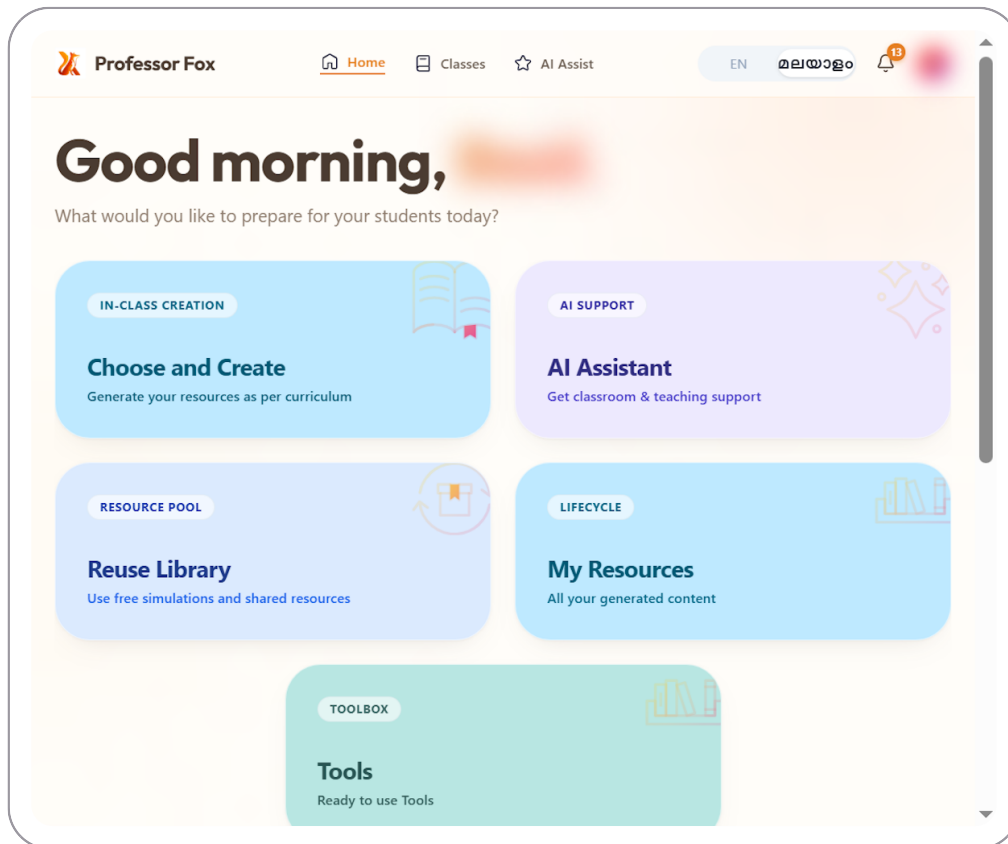 Professor Fox
Home
Classes
AI Assist
EN
മലയാളം
13
Good morning,
What would you like to prepare for your students today?
IN-CLASS CREATION
Choose and Create
Generate your resources as per curriculum
AI SUPPORT
AI Assistant
Get classroom & teaching support
RESOURCE POOL
Reuse Library
Use free simulations and shared resources
LIFECYCLE
My Resources
All your generated content
TOOLBOX
Tools
Ready to use Tools